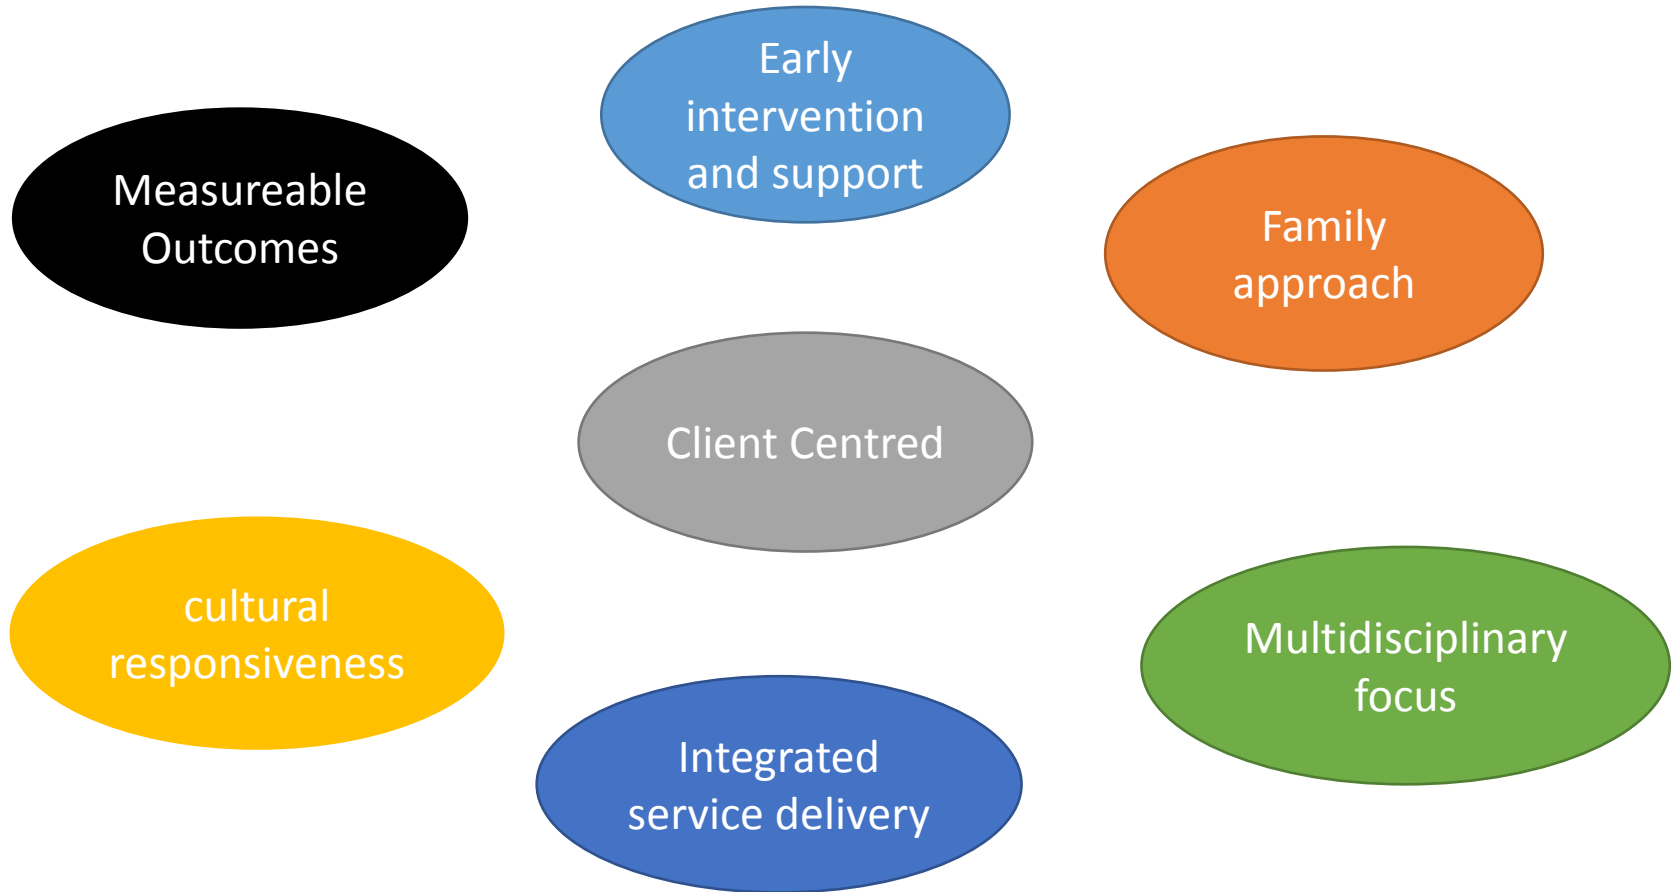 Early
intervention
and support
Measureable
Outcomes
Family
approach
Client Centred
cultural
responsiveness
Multidisciplinary
focus
Integrated
service delivery